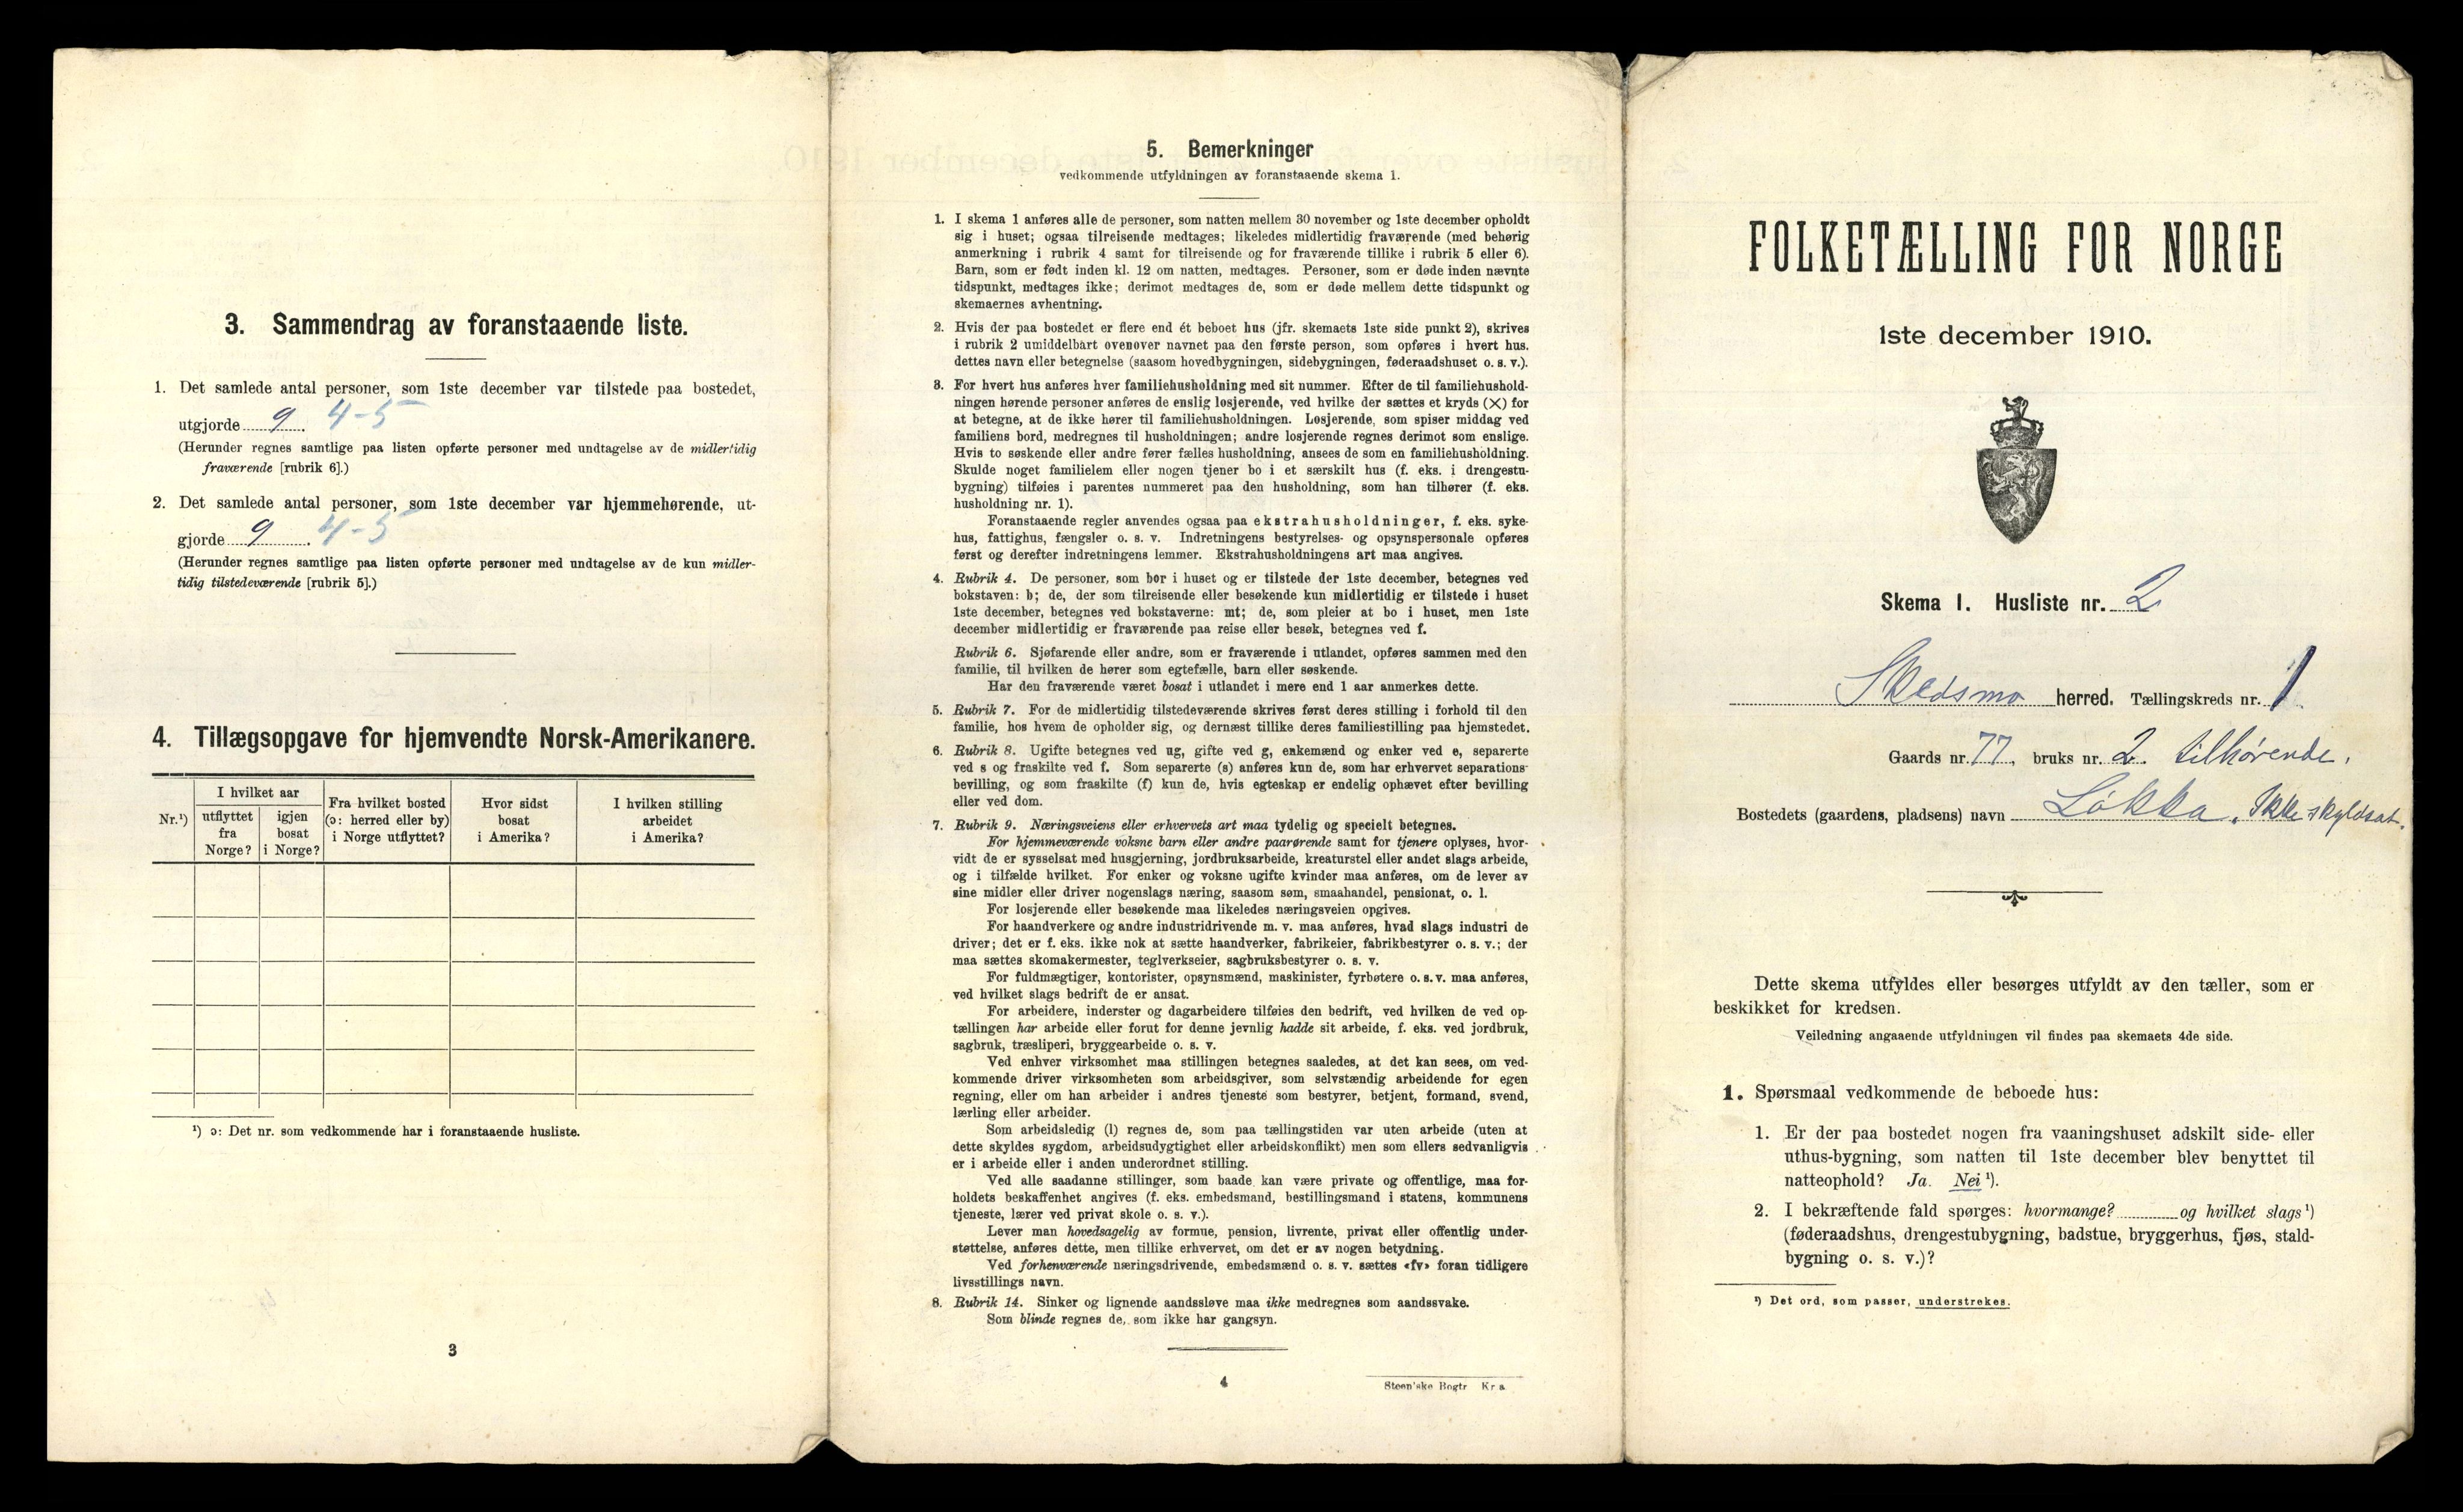 3. Sammendrag av foranstaaende liste.
1. Det samlede antal personer, som 1ste december var tilstede paa bostedet,
utgjorde 9. 4-5
(Herunder regnes samtlige paa listen opførte personer med undtagelse av de midlertidig
fraværende [rubrik 6].)
2. Det samlede antal personer, som 1ste december var hjemmehørende, ut-
gjorde 9. 4-5
(Herunder regnes samtlige paa listen opførte personer med undtagelse av de kun midler-
tidig tilstedeværende [rubrik 5].)
4. Tillægsopgave for hjemvendte Norsk-Amerikanere.
Nr.¹)
I hvilket aar
utflyttet
fra
Norge?
igjen
bosat
i Norge?
Fra hvilket bosted
(ɔ: herred eller by)
i Norge utflyttet?
Hvor sidst
bosat
i Amerika?
I hvilken stilling
arbeidet
i Amerika?
¹) ɔ: Det nr. som vedkommende har i foranstaaende husliste.
3
5. Bemerkninger
vedkommende utfyldningen av foranstaaende skema 1.
1. I skema 1 anføres alle de personer, som natten mellem 30 november og 1ste december opholdt
sig i huset; ogsaa tilreisende medtages; likeledes midlertidig fraværende (med behørig
anmerkning i rubrik 4 samt for tilreisende og for fraværende tillike i rubrik 5 eller 6).
Barn, som er født inden kl. 12 om natten, medtages. Personer, som er døde inden nævnte
tidspunkt, medtages ikke; derimot medtages de, som er døde mellem dette tidspunkt og
skemaernes avhentning.
2. Hvis der paa bostedet er flere end ét beboet hus (jfr. skemaets 1ste side punkt 2), skrives
i rubrik 2 umiddelbart ovenover navnet paa den første person, som opføres i hvert hus.
dettes navn eller betegnelse (saasom hovedbygningen, sidebygningen, føderaadshuset o. s. v.).
3. For hvert hus anføres hver familiehusholdning med sit nummer. Efter de til familiehushold-
ningen hørende personer anføres de enslig losjerende, ved hvilke der sættes et kryds (×) for
at betegne, at de ikke hører til familiehusholdningen. Losjerende, som spiser middag ved
familiens bord, medregnes til husholdningen; andre losjerende regnes derimot som enslige.
Hvis to søskende eller andre fører fælles husholdning, ansees de som en familiehusholdning.
Skulde noget familielem eller nogen tjener bo i et særskilt hus (f. eks. i drengestu-
bygning) tilføies i parentes nummeret paa den husholdning, som han tilhører (f. eks.
husholdning nr. 1).
Foranstaaende regler anvendes ogsaa paa ekstrahusholdninger, f. eks. syke-
hus, fattighus, fængsler o. s. v. Indretningens bestyrelses- og opsynspersonale opføres
først og derefter indretningens lemmer. Ekstrahusholdningens art maa angives.
4. Rubrik 4. De personer, som bor i huset og er tilstede der 1ste december, betegnes ved
bokstaven: b; de, der som tilreisende eller besøkende kun midlertidig er tilstede i huset
1ste december, betegnes ved bokstaverne: mt; de, som pleier at bo i huset, men 1ste
december midlertidig er fraværende paa reise eller besøk, betegnes ved f.
Rubrik 6. Sjøfarende eller andre, som er fraværende i utlandet, opføres sammen med den
familie, til hvilken de hører som egtefælle, barn eller søskende.
Har den fraværende været bosat i utlandet i mere end 1 aar anmerkes dette.
5. Rubrik 7. For de midlertidig tilstedeværende skrives først deres stilling i forhold til den
familie, hos hvem de opholder sig, og dernæst tillike deres familiestilling paa hjemstedet.
6. Rubrik 8. Ugifte betegnes ved ug, gifte ved g, enkemænd og enker ved e, separerte
ved s og fraskilte ved f. Som separerte (s) anføres kun de, som har erhvervet separations-
bevilling, og som fraskilte (f) kun de, hvis egteskap er endelig ophævet efter bevilling
eller ved dom.
7. Rubrik 9. Næringsveiens eller erhvervets art maa tydelig og specielt betegnes.
For hjemmeværende voksne barn eller andre paarørende samt for tjenere oplyses, hvor-
vidt de er sysselsat med husgjerning, jordbruksarbeide, kreaturstel eller andet slags arbeide,
og i tilfælde hvilket. For enker og voksne ugifte kvinder maa anføres, om de lever av
sine midler eller driver nogenslags næring, saasom søm, smaahandel, pensionat, o. l.
For losjerende eller besøkende maa likeledes næringsveien opgives.
For haandverkere og andre industridrivende m. v. maa anføres, hvad slags industri de
driver; det er f. eks. ikke nok at sætte haandverker, fabrikeier, fabrikbestyrer o. s. v.; der
maa sættes skomakermester, teglverkseier, sagbruksbestyrer o. s. v.
For fuldmægtiger, kontorister, opsynsmænd, maskinister, fyrbøtere o. s. v. maa anføres,
ved hvilket slags bedrift de er ansat.
For arbeidere, inderster og dagarbeidere tilføies den bedrift, ved hvilken de ved op-
tællingen har arbeide eller forut for denne jevnlig hadde sit arbeide, f. eks. ved jordbruk,
sagbruk, træsliperi, bryggearbeide o. s. v.
Ved enhver virksomhet maa stillingen betegnes saaledes, at det kan sees, om ved-
kommende driver virksomheten som arbeidsgiver, som selvstændig arbeidende for egen
regning, eller om han arbeider i andres tjeneste som bestyrer, betjent, formand, svend,
lærling eller arbeider.
Som arbeidsledig (l) regnes de, som paa tællingstiden var uten arbeide (uten at
dette skyldes sygdom, arbeidsudygtighet eller arbeidskonflikt) men som ellers sedvanligvis
er i arbeide eller i anden underordnet stilling.
Ved alle saadanne stillinger, som baade kan være private og offentlige, maa for-
holdets beskaffenhet angives (f. eks. embedsmand, bestillingsmand i statens, kommunens
tjeneste, lærer ved privat skole o. s. v.).
Lever man hovedsagelig av formue, pension, livrente, privat eller offentlig under-
støttelse, anføres dette, men tillike erhvervet, om det er av nogen betydning.
Ved forhenværende næringsdrivende, embedsmænd o. s. v. sættes «fv» foran tidligere
livsstillings navn.
8. Rubrik 14. Sinker og lignende aandssløve maa ikke medregnes som aandssvake.
Som blinde regnes de, som ikke har gangsyn.
4
Steen'ske Bogtr Kr a.
FOLKETÆLLING FOR NORGE
1ste december 1910.
Skema I. Husliste nr. 2
Skedsmo herred. Tællingskreds nr. 1
Gaards nr. 77, bruks nr. 2. tilhørende.
Bostedets (gaardens, pladsens) navn Løkka. Ikke skyldsat.
Dette skema utfyldes eller besørges utfyldt av den tæller, som er
beskikket for kredsen.
Veiledning angaaende utfyldningen vil findes paa skemaets 4de side.
1. Spørsmaal vedkommende de beboede hus:
1. Er der paa bostedet nogen fra vaaningshuset adskilt side- eller
uthus-bygning, som natten til 1ste december blev benyttet til
natteophold? Ja. Nei ¹).
2. I bekræftende fald spørges: hvormange? og hvilket slags ¹)
(føderaadshus, drengestubygning, badstue, bryggerhus, fjøs, stald-
bygning o. s. v.)?
¹) Det ord, som passer, understrekes.